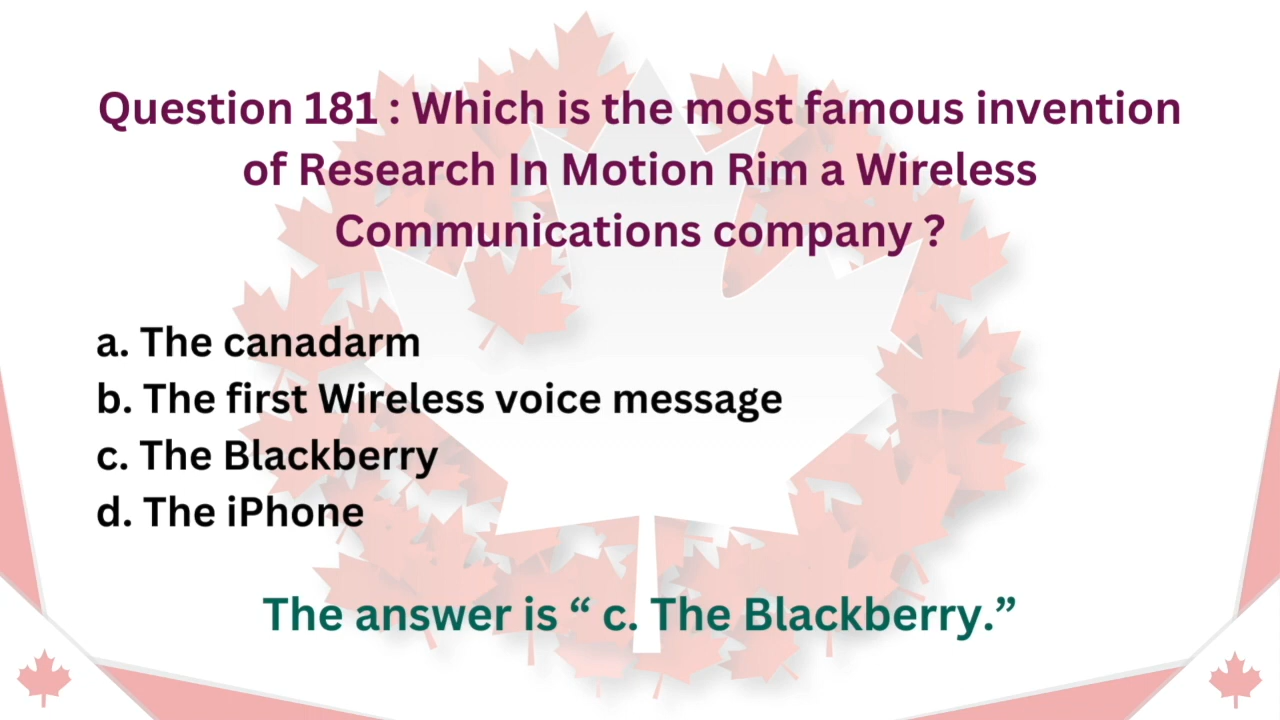 Question 181 : Which is the most famous invention
of Research In Motion Rim a Wireless
Communications company ?
a. The canadarm
b. The first Wireless voice message
c. The Blackberry
d. The iPhone
The answer is “ c. The Blackberry.”